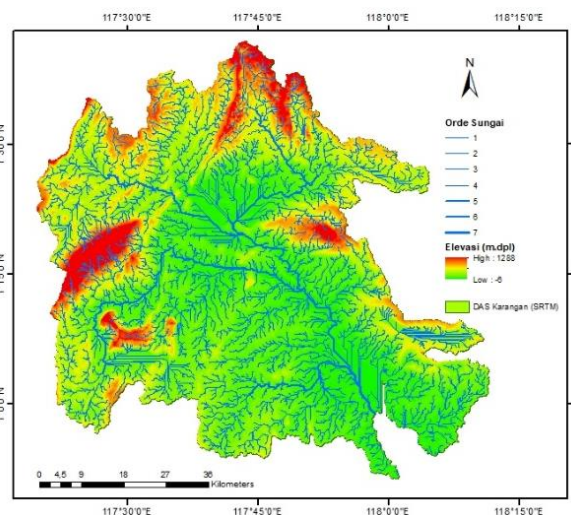 117°30'0"E 117°45'0"E 118°0'0"E 118°15'0"E
N
Orde Sungai
1
2
3
4
5
6
7
Elevasi (m.dpl)
High : 1288
Low : -6
DAS Karangan (SRTM)
0 4,5 9 18 27 36
Kilometers
117°30'0"E 117°45'0"E 118°0'0"E 118°15'0"E